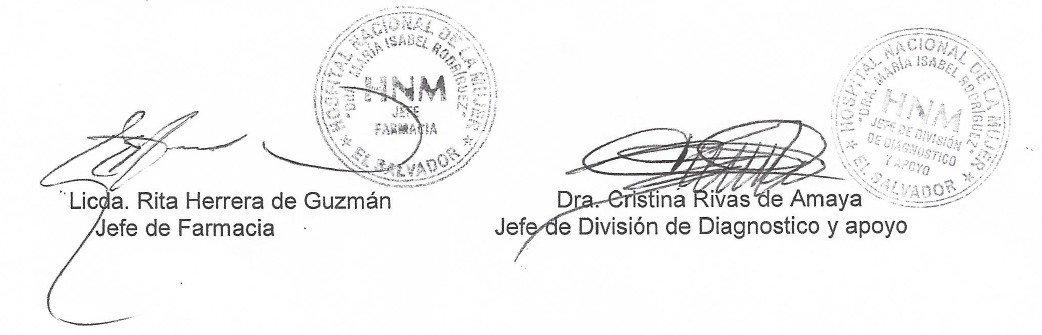 HOSPITAL NACIONAL DE LA MUJER
"DRA. MARÍA ISABEL RODRÍGUEZ"
HNM
JEFE
FARMACIA
★ EL SALVADOR ★
Licda. Rita Herrera de Guzmán
Jefe de Farmacia
HOSPITAL NACIONAL DE LA MUJER
"DRA. MARÍA ISABEL RODRÍGUEZ"
HNM
JEFE DE DIVISIÓN
DE DIAGNOSTICO
Y APOYO
★ EL SALVADOR ★
Dra. Cristina Rivas de Amaya
Jefe de División de Diagnostico y apoyo